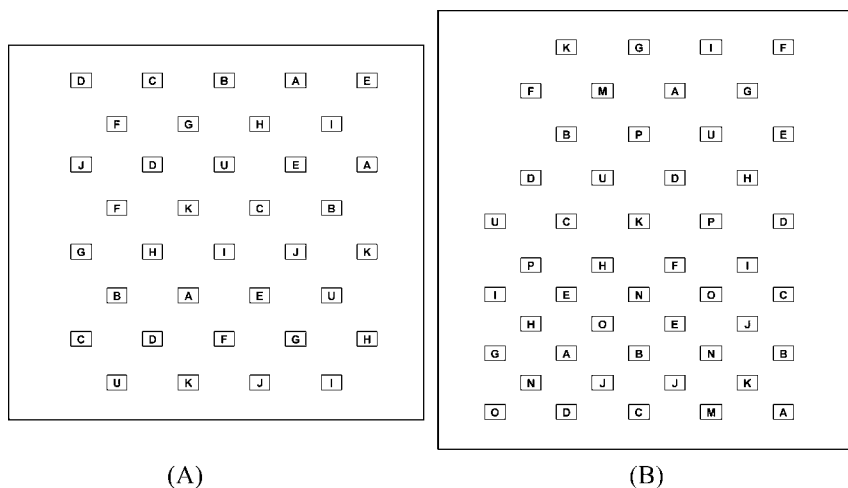 D C B A E
F G H I
J D U E A
F K C B
G H I J K
B A E U
C D F G H
U K J I
(A)
K G I F
F M A G
B P U E
D U D H
U C K P D
P H F I
I E N O C
H O E J
G A B N B
N J J K
O D C M A
(B)